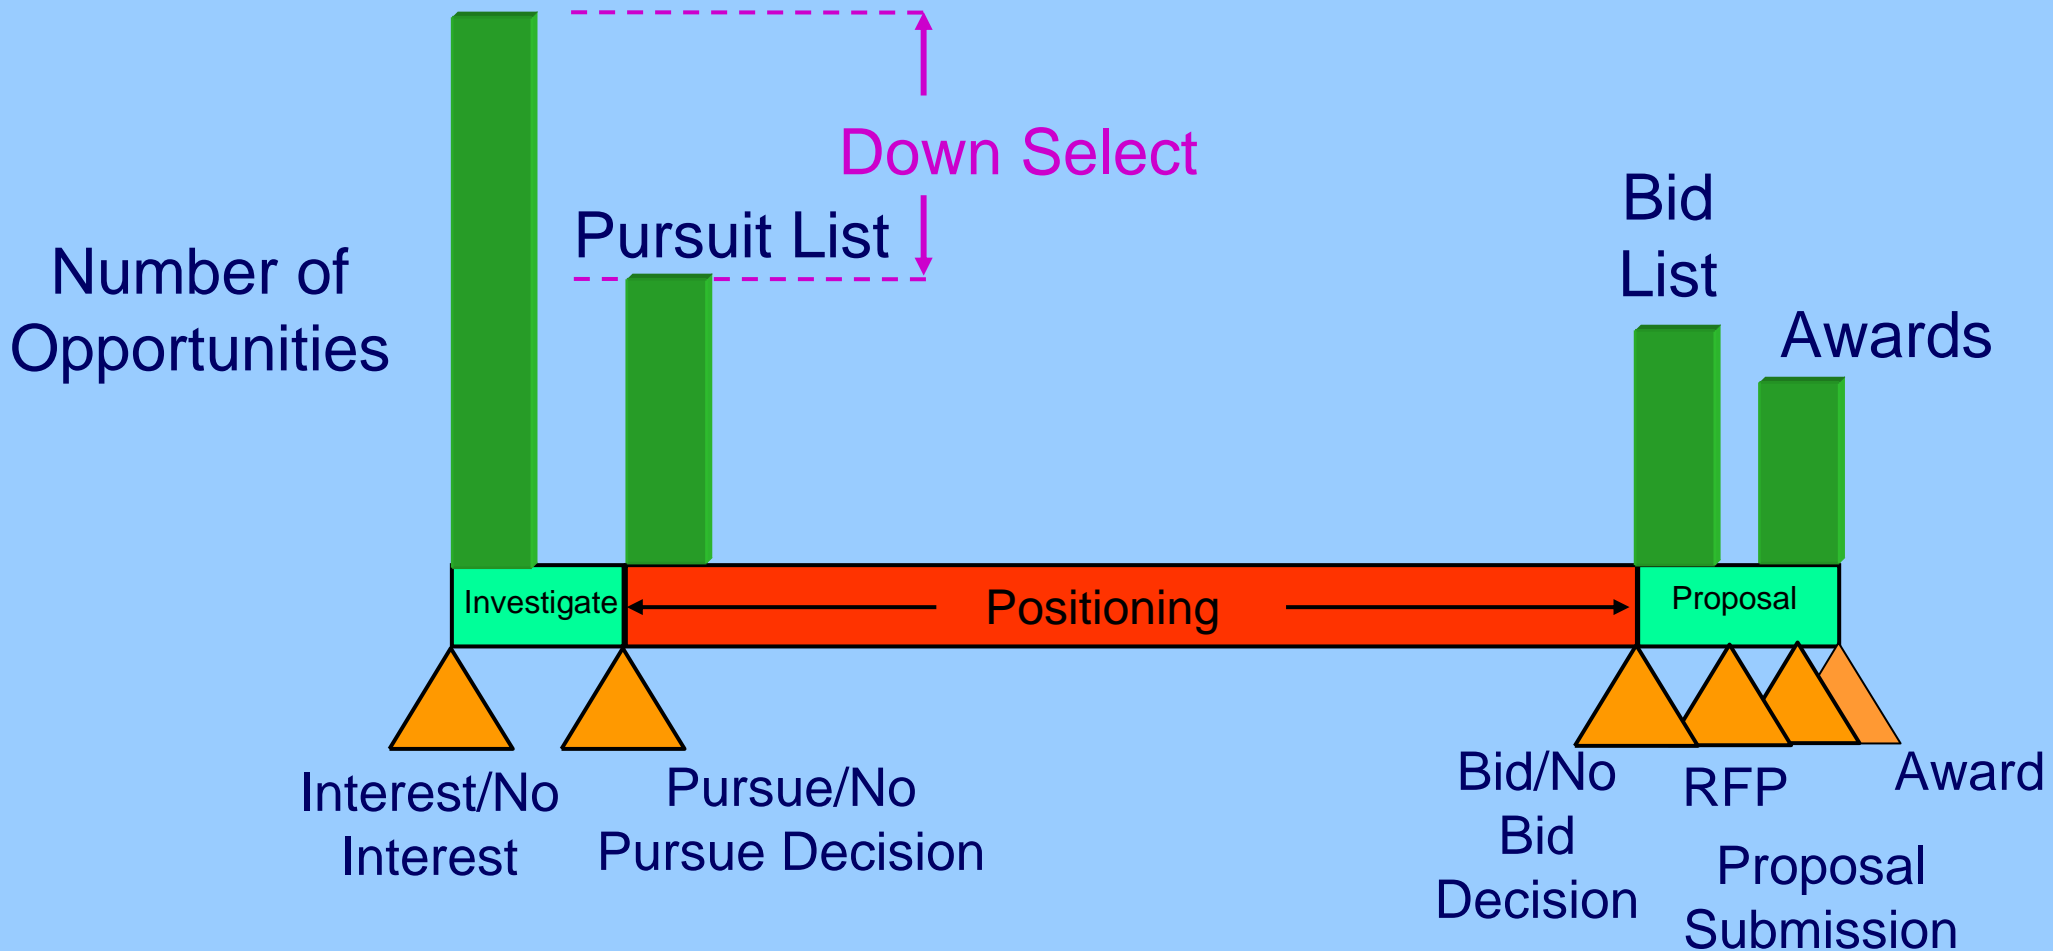 Down Select
Pursuit List
Number of
Opportunities
Bid
List
Awards
Investigate
Positioning
Proposal
Interest/No
Interest
Pursue/No
Pursue Decision
Bid/No
Bid
Decision
RFP
Award
Proposal
Submission